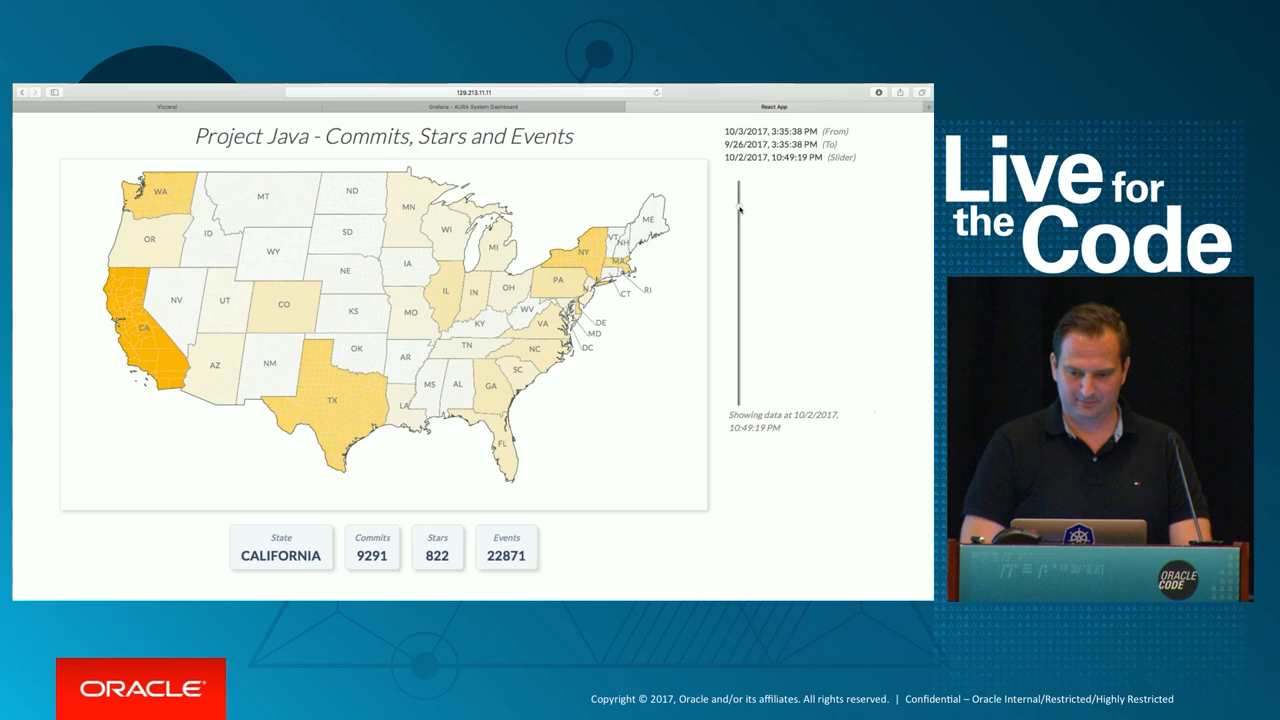 129.213.11.11
Vizceral
Grafana - AURA System Dashboard
React App
Project Java - Commits, Stars and Events
10/3/2017, 3:35:38 PM (From)
9/26/2017, 3:35:38 PM (To)
10/2/2017, 10:49:19 PM (Slider)
WA
MT
ND
MN
ME
OR
ID
SD
WI
MI
VT
NH
NY
WY
IA
MA
NE
PA
RI
NV
UT
CO
IL
IN
OH
NJ
CT
CA
KS
MO
KY
WV
VA
DE
MD
DC
AZ
NM
OK
AR
TN
NC
SC
MS
AL
GA
TX
LA
FL
Showing data at 10/2/2017,
10:49:19 PM
State
CALIFORNIA
Commits
9291
Stars
822
Events
22871
Live for
the Code
ORACLE
CODE
ORACLE®
Copyright © 2017, Oracle and/or its affiliates. All rights reserved. | Confidential – Oracle Internal/Restricted/Highly Restricted